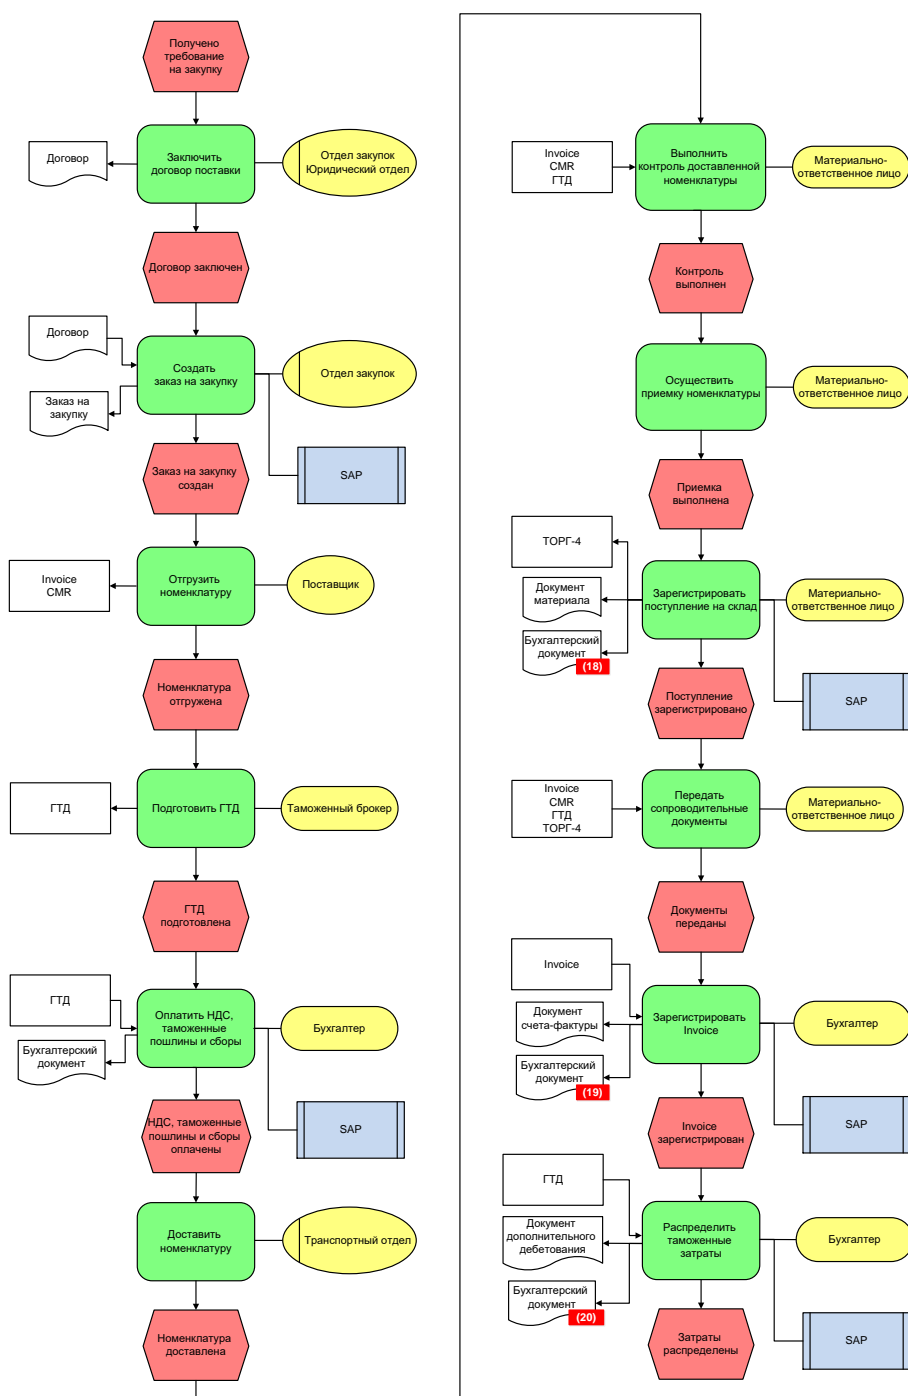 Получено
требование
на закупку
Договор
Заключить
договор поставки
Отдел закупок
Юридический отдел
Договор заключен
Договор
Создать
заказ на закупку
Отдел закупок
Заказ на
закупку
Заказ на закупку
создан
SAP
Invoice
CMR
Отгрузить
номенклатуру
Поставщик
Номенклатура
отгружена
ГТД
Подготовить ГТД
Таможенный брокер
ГТД
подготовлена
ГТД
Оплатить НДС,
таможенные
пошлины и сборы
Бухгалтер
Бухгалтерский
документ
НДС, таможенные
пошлины и сборы
оплачены
SAP
Доставить
номенклатуру
Транспортный отдел
Номенклатура
доставлена
Invoice
CMR
ГТД
Выполнить
контроль доставленной
номенклатуры
Материально-
ответственное лицо
Контроль
выполнен
Осуществить
приемку номенклатуры
Материально-
ответственное лицо
Приемка
выполнена
ТОРГ-4
Документ
материала
Зарегистрировать
поступление на склад
Материально-
ответственное лицо
Бухгалтерский
документ
(18)
Поступление
зарегистрировано
SAP
Invoice
CMR
ГТД
ТОРГ-4
Передать
сопроводительные
документы
Материально-
ответственное лицо
Документы
переданы
Invoice
Документ
счета-фактуры
Зарегистрировать
Invoice
Бухгалтер
Бухгалтерский
документ
(19)
Invoice
зарегистрирован
SAP
ГТД
Документ
дополнительного
дебетования
Распределить
таможенные
затраты
Бухгалтер
Бухгалтерский
документ
(20)
Затраты
распределены
SAP